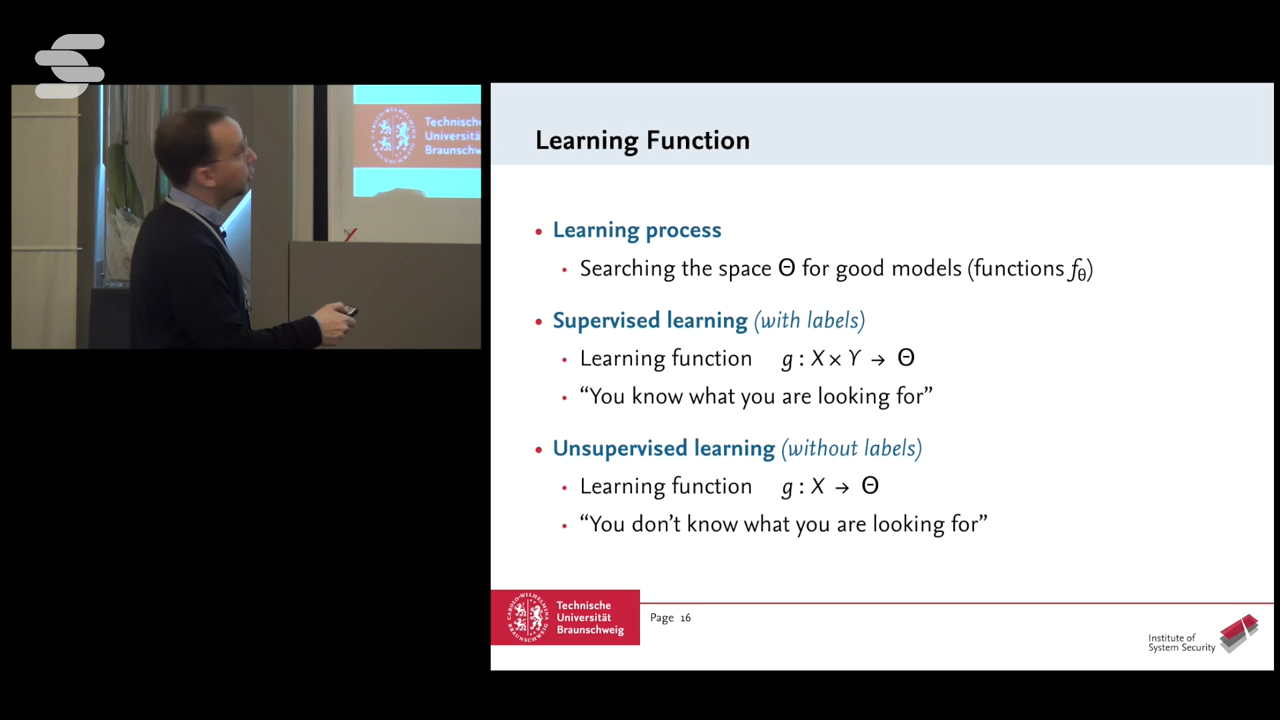 Technische
Universitä
Braunschw
Learning Function
• Learning process
• Searching the space Θ for good models (functions fθ)
• Supervised learning (with labels)
• Learning function g : X × Y → Θ
• “You know what you are looking for”
• Unsupervised learning (without labels)
• Learning function g : X → Θ
• “You don’t know what you are looking for”
Technische
Universität
Braunschweig
Page 16
Institute of
System Security